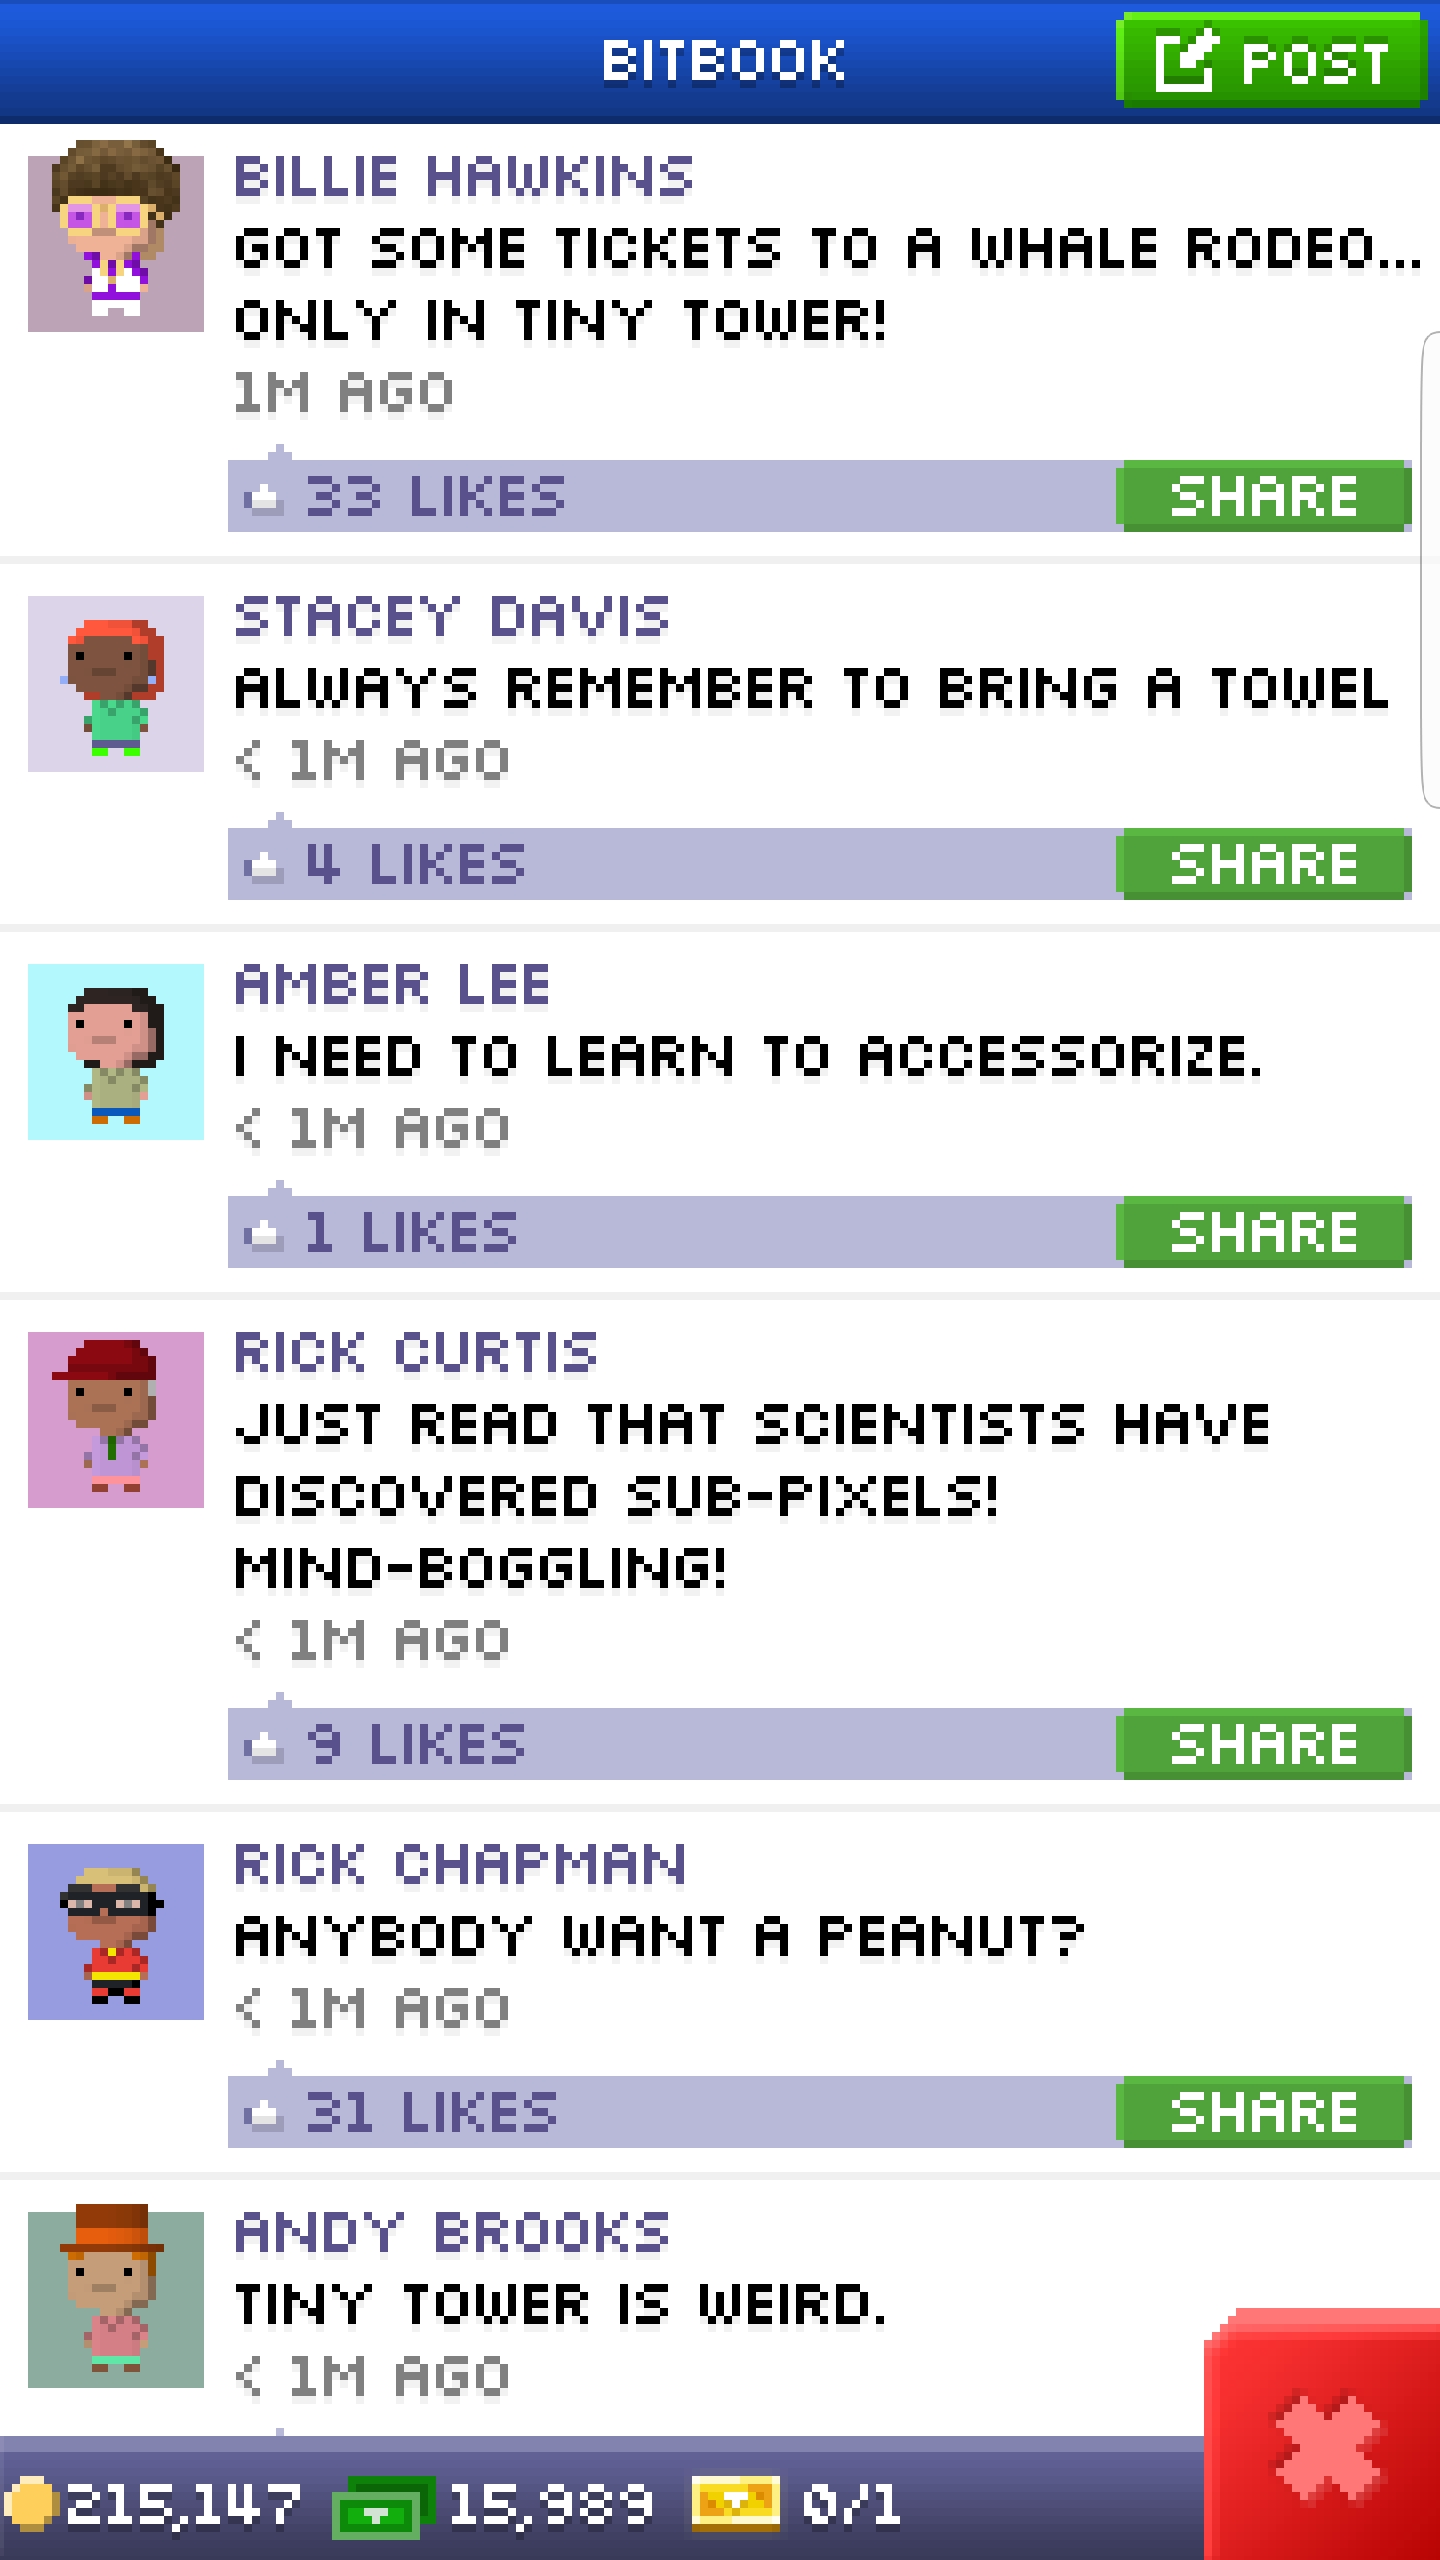 BITBOOK
POST
BILLIE HAWKINS
GOT SOME TICKETS TO A WHALE RODEO...
ONLY IN TINY TOWER!
1M AGO
33 LIKES
SHARE
STACEY DAVIS
ALWAYS REMEMBER TO BRING A TOWEL
< 1M AGO
4 LIKES
SHARE
AMBER LEE
I NEED TO LEARN TO ACCESSORIZE.
< 1M AGO
1 LIKES
SHARE
RICK CURTIS
JUST READ THAT SCIENTISTS HAVE
DISCOVERED SUB-PIXELS!
MIND-BOGGLING!
< 1M AGO
9 LIKES
SHARE
RICK CHAPMAN
ANYBODY WANT A PEANUT?
< 1M AGO
31 LIKES
SHARE
ANDY BROOKS
TINY TOWER IS WEIRD.
< 1M AGO
215,147 15,989 0/1